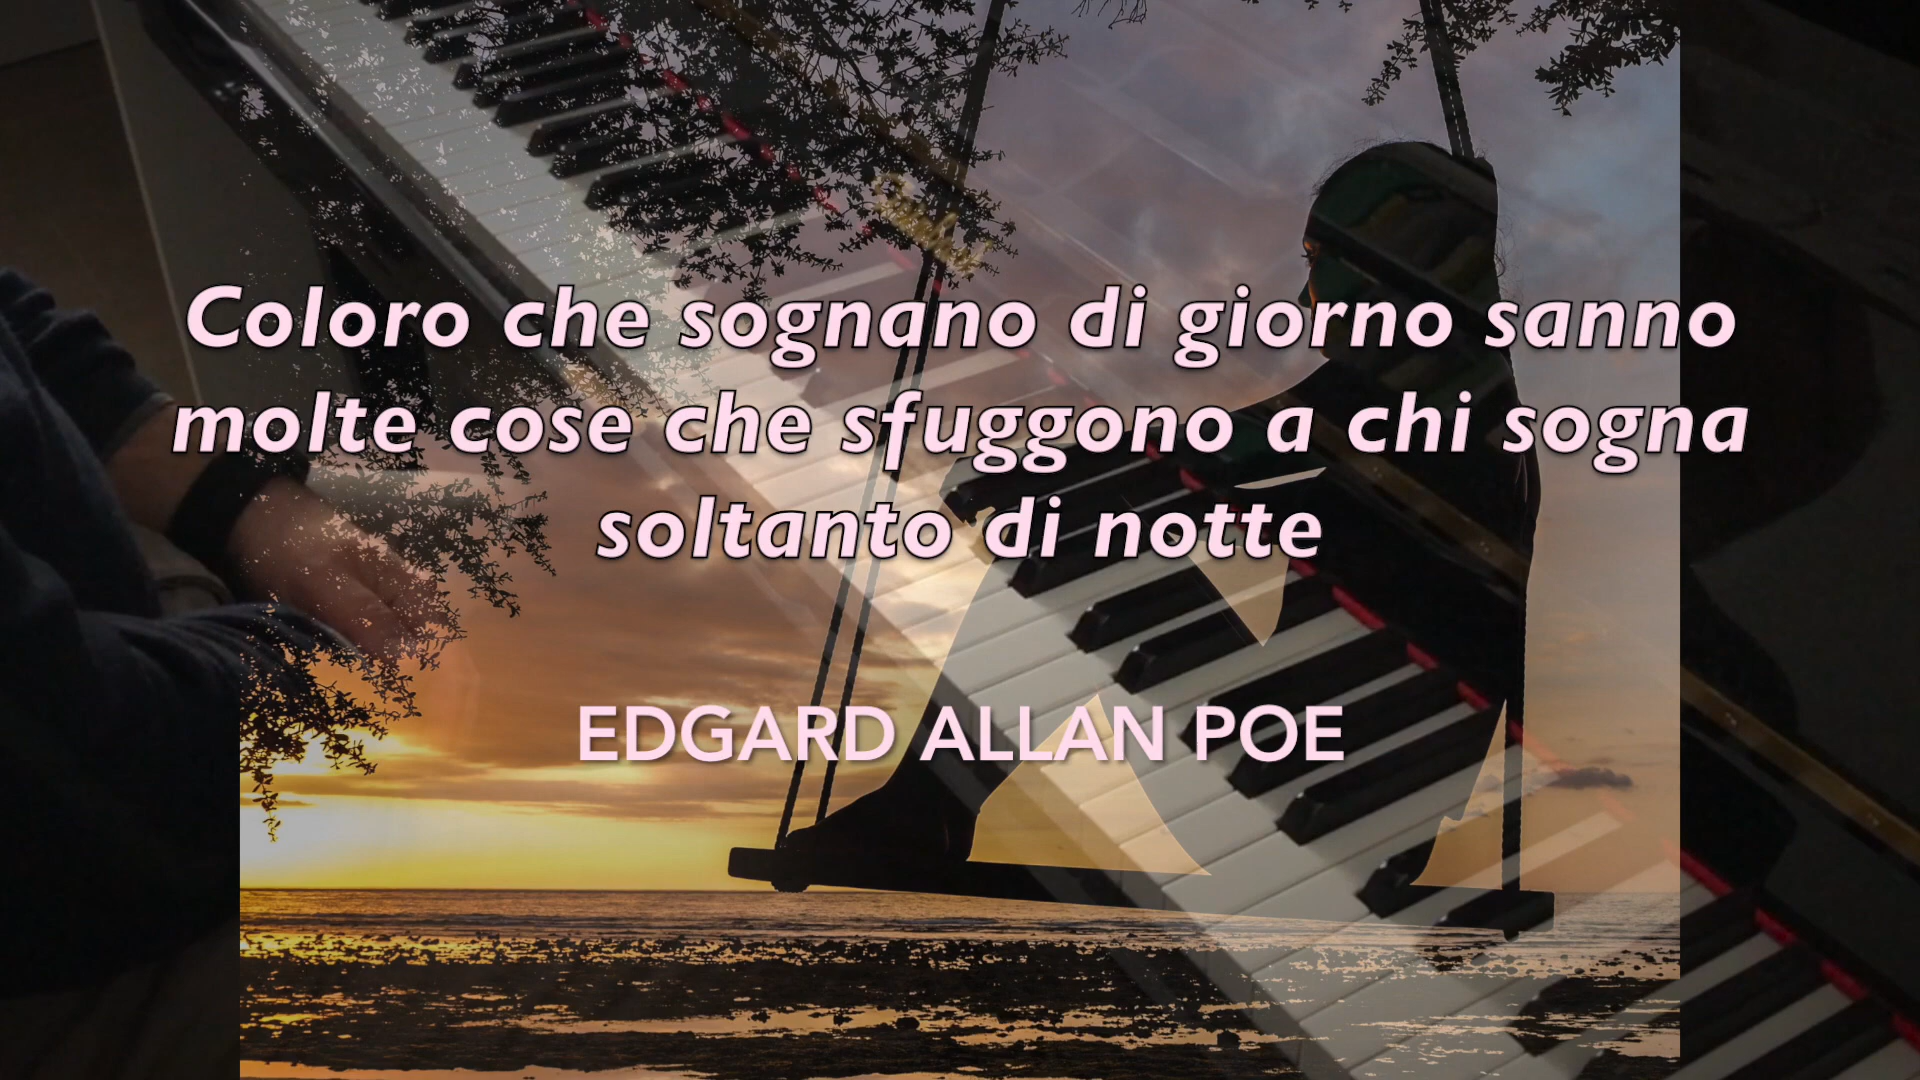 Coloro che sognano di giorno sanno
molte cose che sfuggono a chi sogna
soltanto di notte
EDGARD ALLAN POE